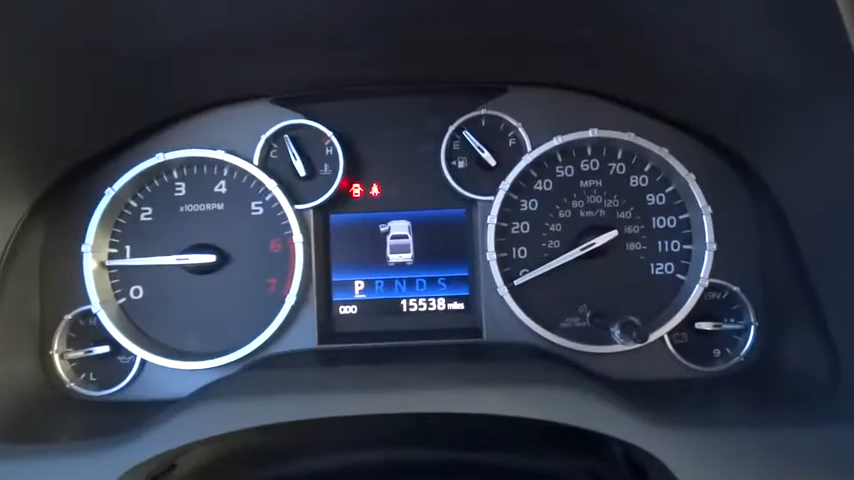 0 1 2 3 4 5 6 7
x1000RPM
C H
E F
0 10 20 30 40 50 60 70 80 90 100 110 120
MPH
20 40 60 80 100 120 140 160 180
km/h
P R N D S
ODO 15538 miles
H
L
19V
9